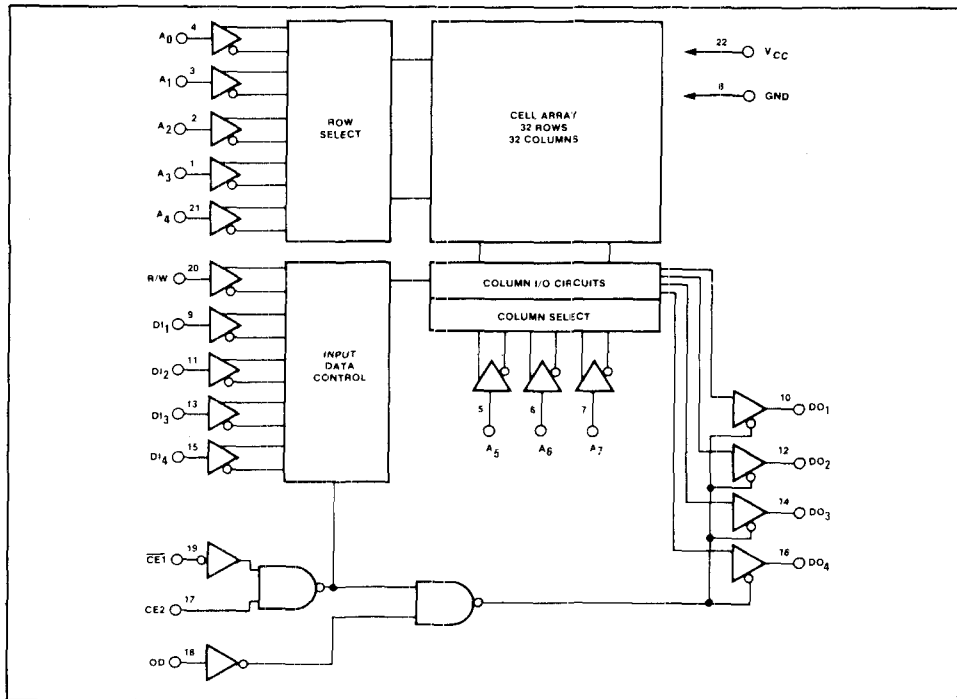 A0 4
A1 3
A2 2
A3 1
A4 21
ROW
SELECT
CELL ARRAY
32 ROWS
32 COLUMNS
22 VCC
8 GND
R/W 20
DI1 9
DI2 11
DI3 13
DI4 15
INPUT
DATA
CONTROL
COLUMN I/O CIRCUITS
COLUMN SELECT
5 6 7
A5 A6 A7
10 DO1
12 DO2
14 DO3
16 DO4
CE1 19
CE2 17
OD 18